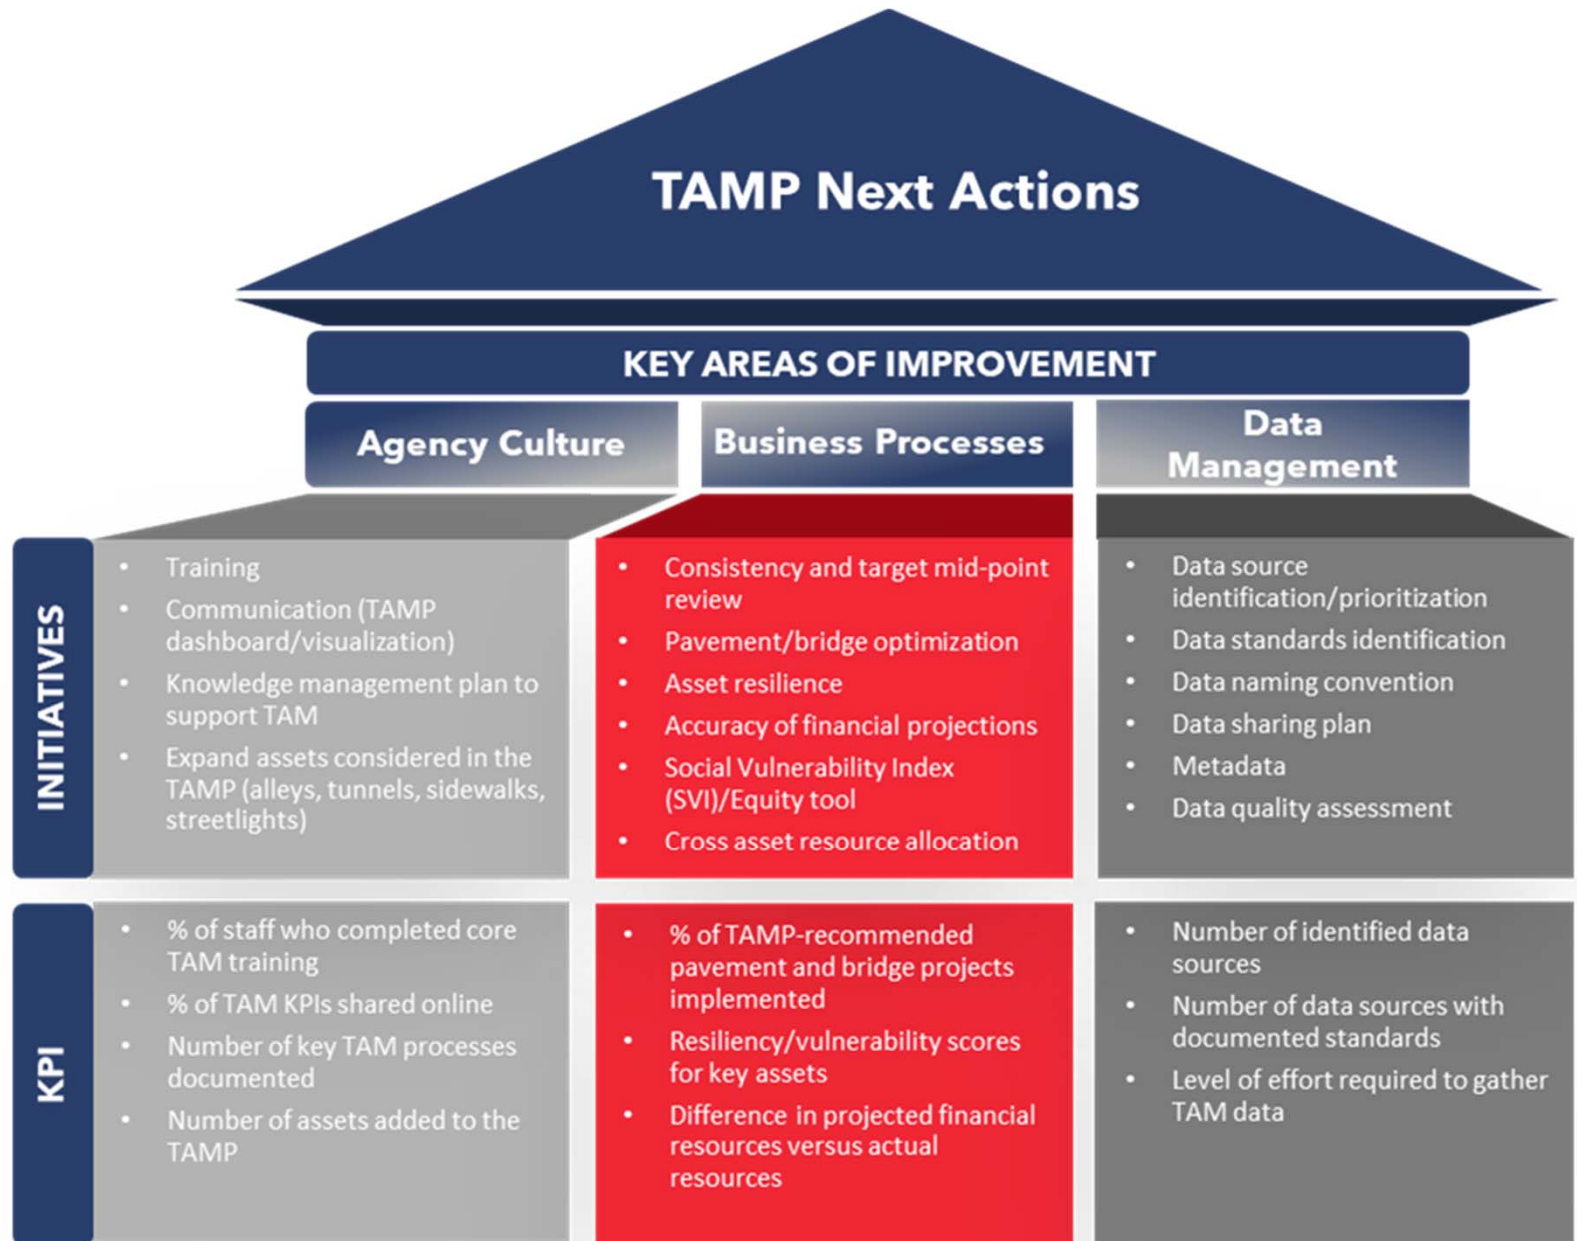 TAMP Next Actions
KEY AREAS OF IMPROVEMENT
Agency Culture
Business Processes
Data
Management
INITIATIVES
• Training
• Communication (TAMP
dashboard/visualization)
• Knowledge management plan to
support TAM
• Expand assets considered in the
TAMP (alleys, tunnels, sidewalks,
streetlights)
• Consistency and target mid-point
review
• Pavement/bridge optimization
• Asset resilience
• Accuracy of financial projections
• Social Vulnerability Index
(SVI)/Equity tool
• Cross asset resource allocation
• Data source
identification/prioritization
• Data standards identification
• Data naming convention
• Data sharing plan
• Metadata
• Data quality assessment
KPI
• % of staff who completed core
TAM training
• % of TAM KPIs shared online
• Number of key TAM processes
documented
• Number of assets added to the
TAMP
• % of TAMP-recommended
pavement and bridge projects
implemented
• Resiliency/vulnerability scores
for key assets
• Difference in projected financial
resources versus actual
resources
• Number of identified data
sources
• Number of data sources with
documented standards
• Level of effort required to gather
TAM data